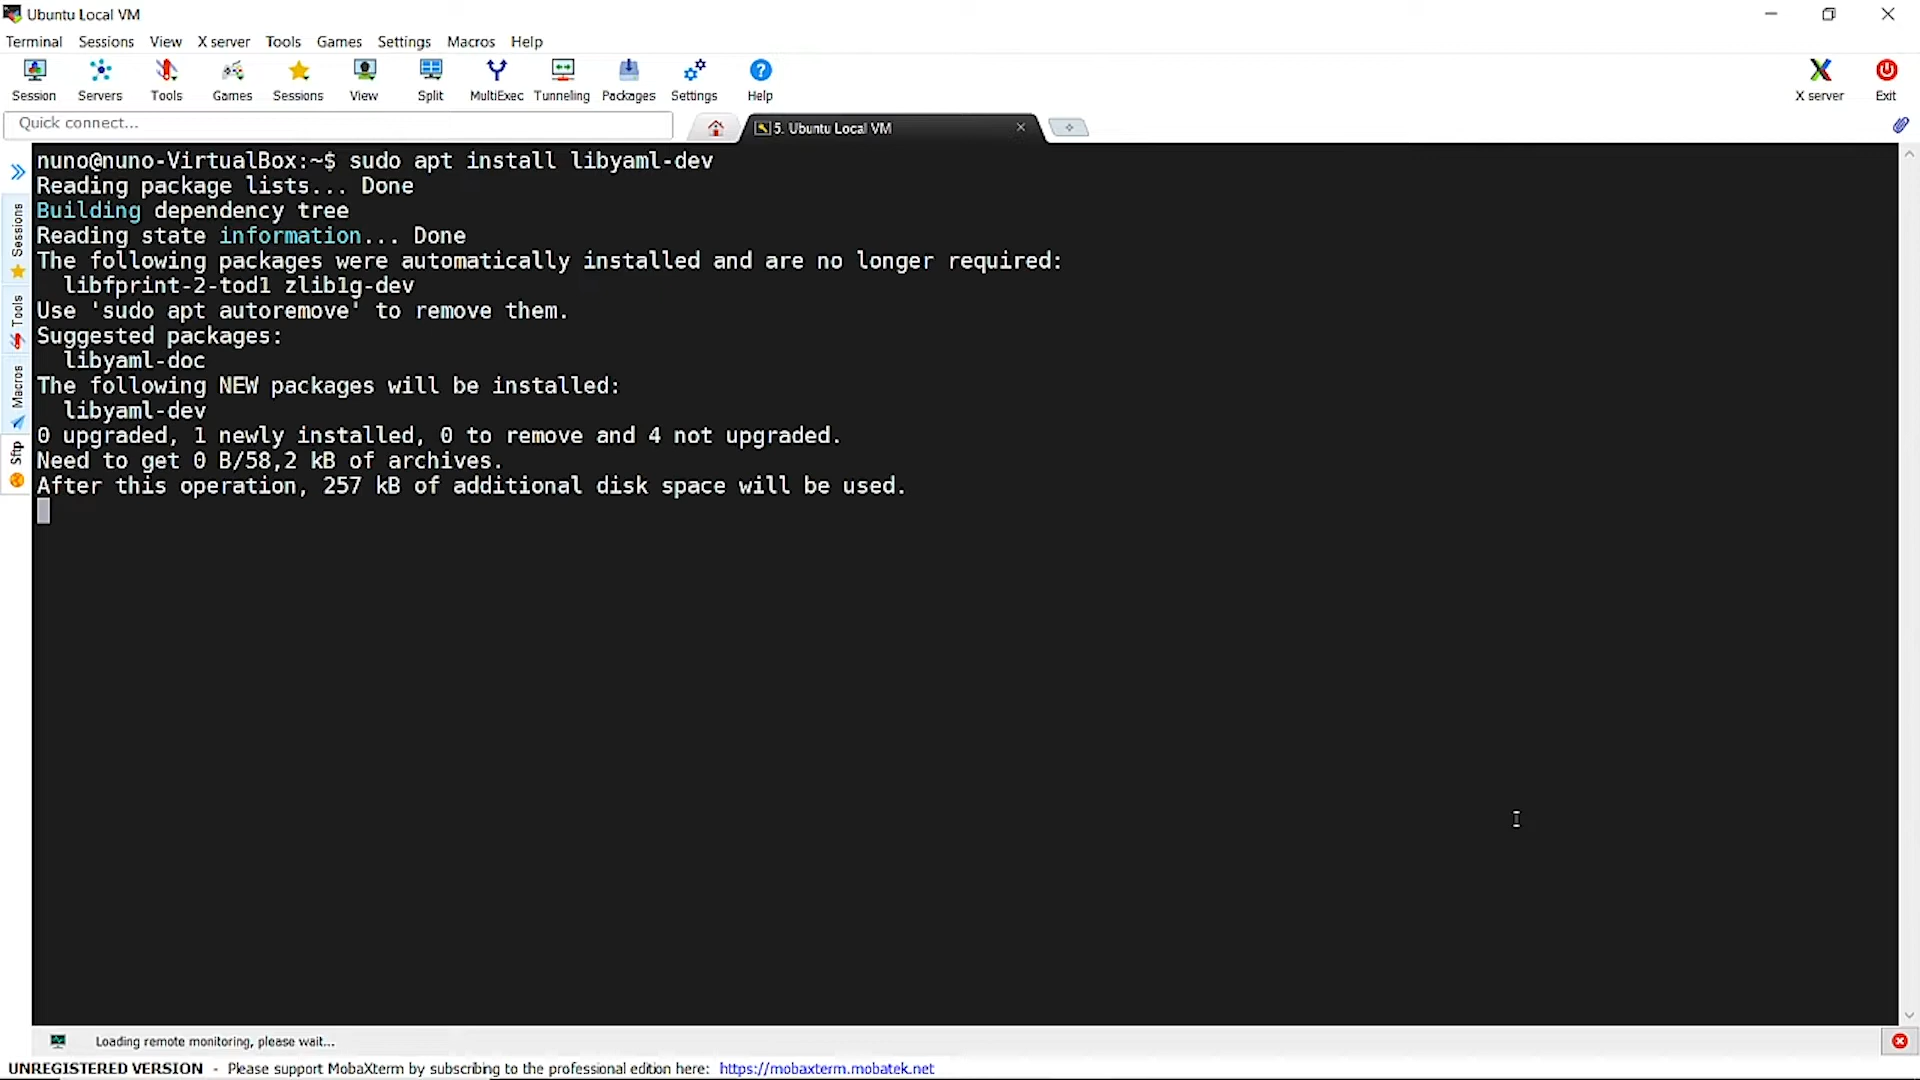 Ubuntu Local VM
Terminal Sessions View X server Tools Games Settings Macros Help
Session Servers Tools Games Sessions View Split MultiExec Tunneling Packages Settings Help X server Exit
Quick connect...
5. Ubuntu Local VM
Sessions
Tools
Macros
Sftp
nuno@nuno-VirtualBox:~$ sudo apt install libyaml-dev
Reading package lists... Done
Building dependency tree
Reading state information... Done
The following packages were automatically installed and are no longer required:
libfprint-2-tod1 zlib1g-dev
Use 'sudo apt autoremove' to remove them.
Suggested packages:
libyaml-doc
The following NEW packages will be installed:
libyaml-dev
0 upgraded, 1 newly installed, 0 to remove and 4 not upgraded.
Need to get 0 B/58,2 kB of archives.
After this operation, 257 kB of additional disk space will be used.
Loading remote monitoring, please wait...
UNREGISTERED VERSION - Please support MobaXterm by subscribing to the professional edition here: https://mobaxterm.mobatek.net